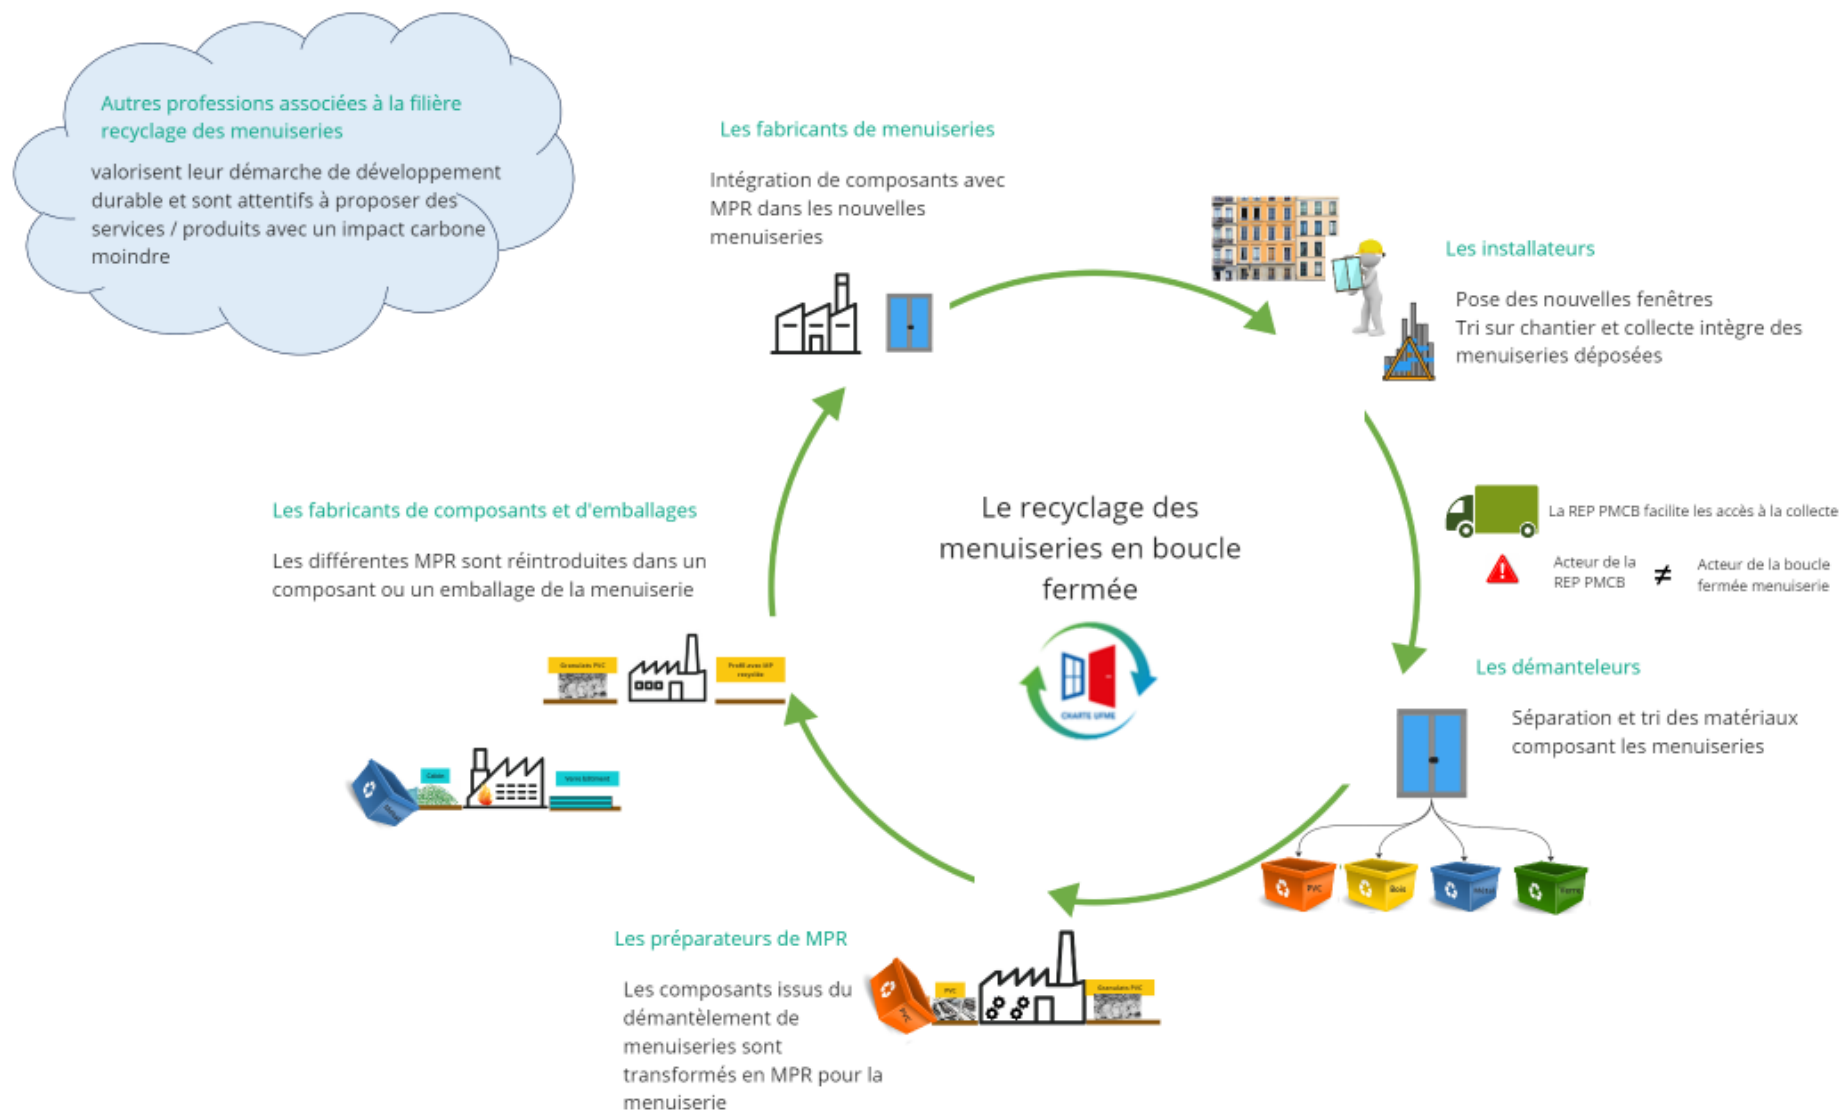 Autres professions associées à la filière
recyclage des menuiseries
valorisent leur démarche de développement
durable et sont attentifs à proposer des
services / produits avec un impact carbone
moindre
Les fabricants de menuiseries
Intégration de composants avec
MPR dans les nouvelles
menuiseries
Les installateurs
Pose des nouvelles fenêtres
Tri sur chantier et collecte intègre des
menuiseries déposées
La REP PMCB facilite les accès à la collecte
Acteur de la
REP PMCB
≠
Acteur de la boucle
fermée menuiserie
Les démanteleurs
Séparation et tri des matériaux
composant les menuiseries
PVC
Bois
Métal
Verre
Les préparateurs de MPR
Les composants issus du
démantèlement de
menuiseries sont
transformés en MPR pour la
menuiserie
PVC
PVC
Granulats PVC
Les fabricants de composants et d'emballages
Les différentes MPR sont réintroduites dans un
composant ou un emballage de la menuiserie
Granulats PVC
Profil avec MP
recyclée
Calcin
Verre bâtiment
Le recyclage des
menuiseries en boucle
fermée
CHARTE UFME